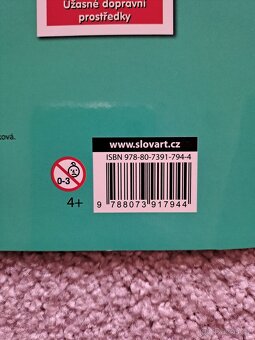 Úžasné dopravní
prostředky
ková.
www.slovart.cz
ISBN 978-80-7391-794-4
0-3
4+
9 788073 917944